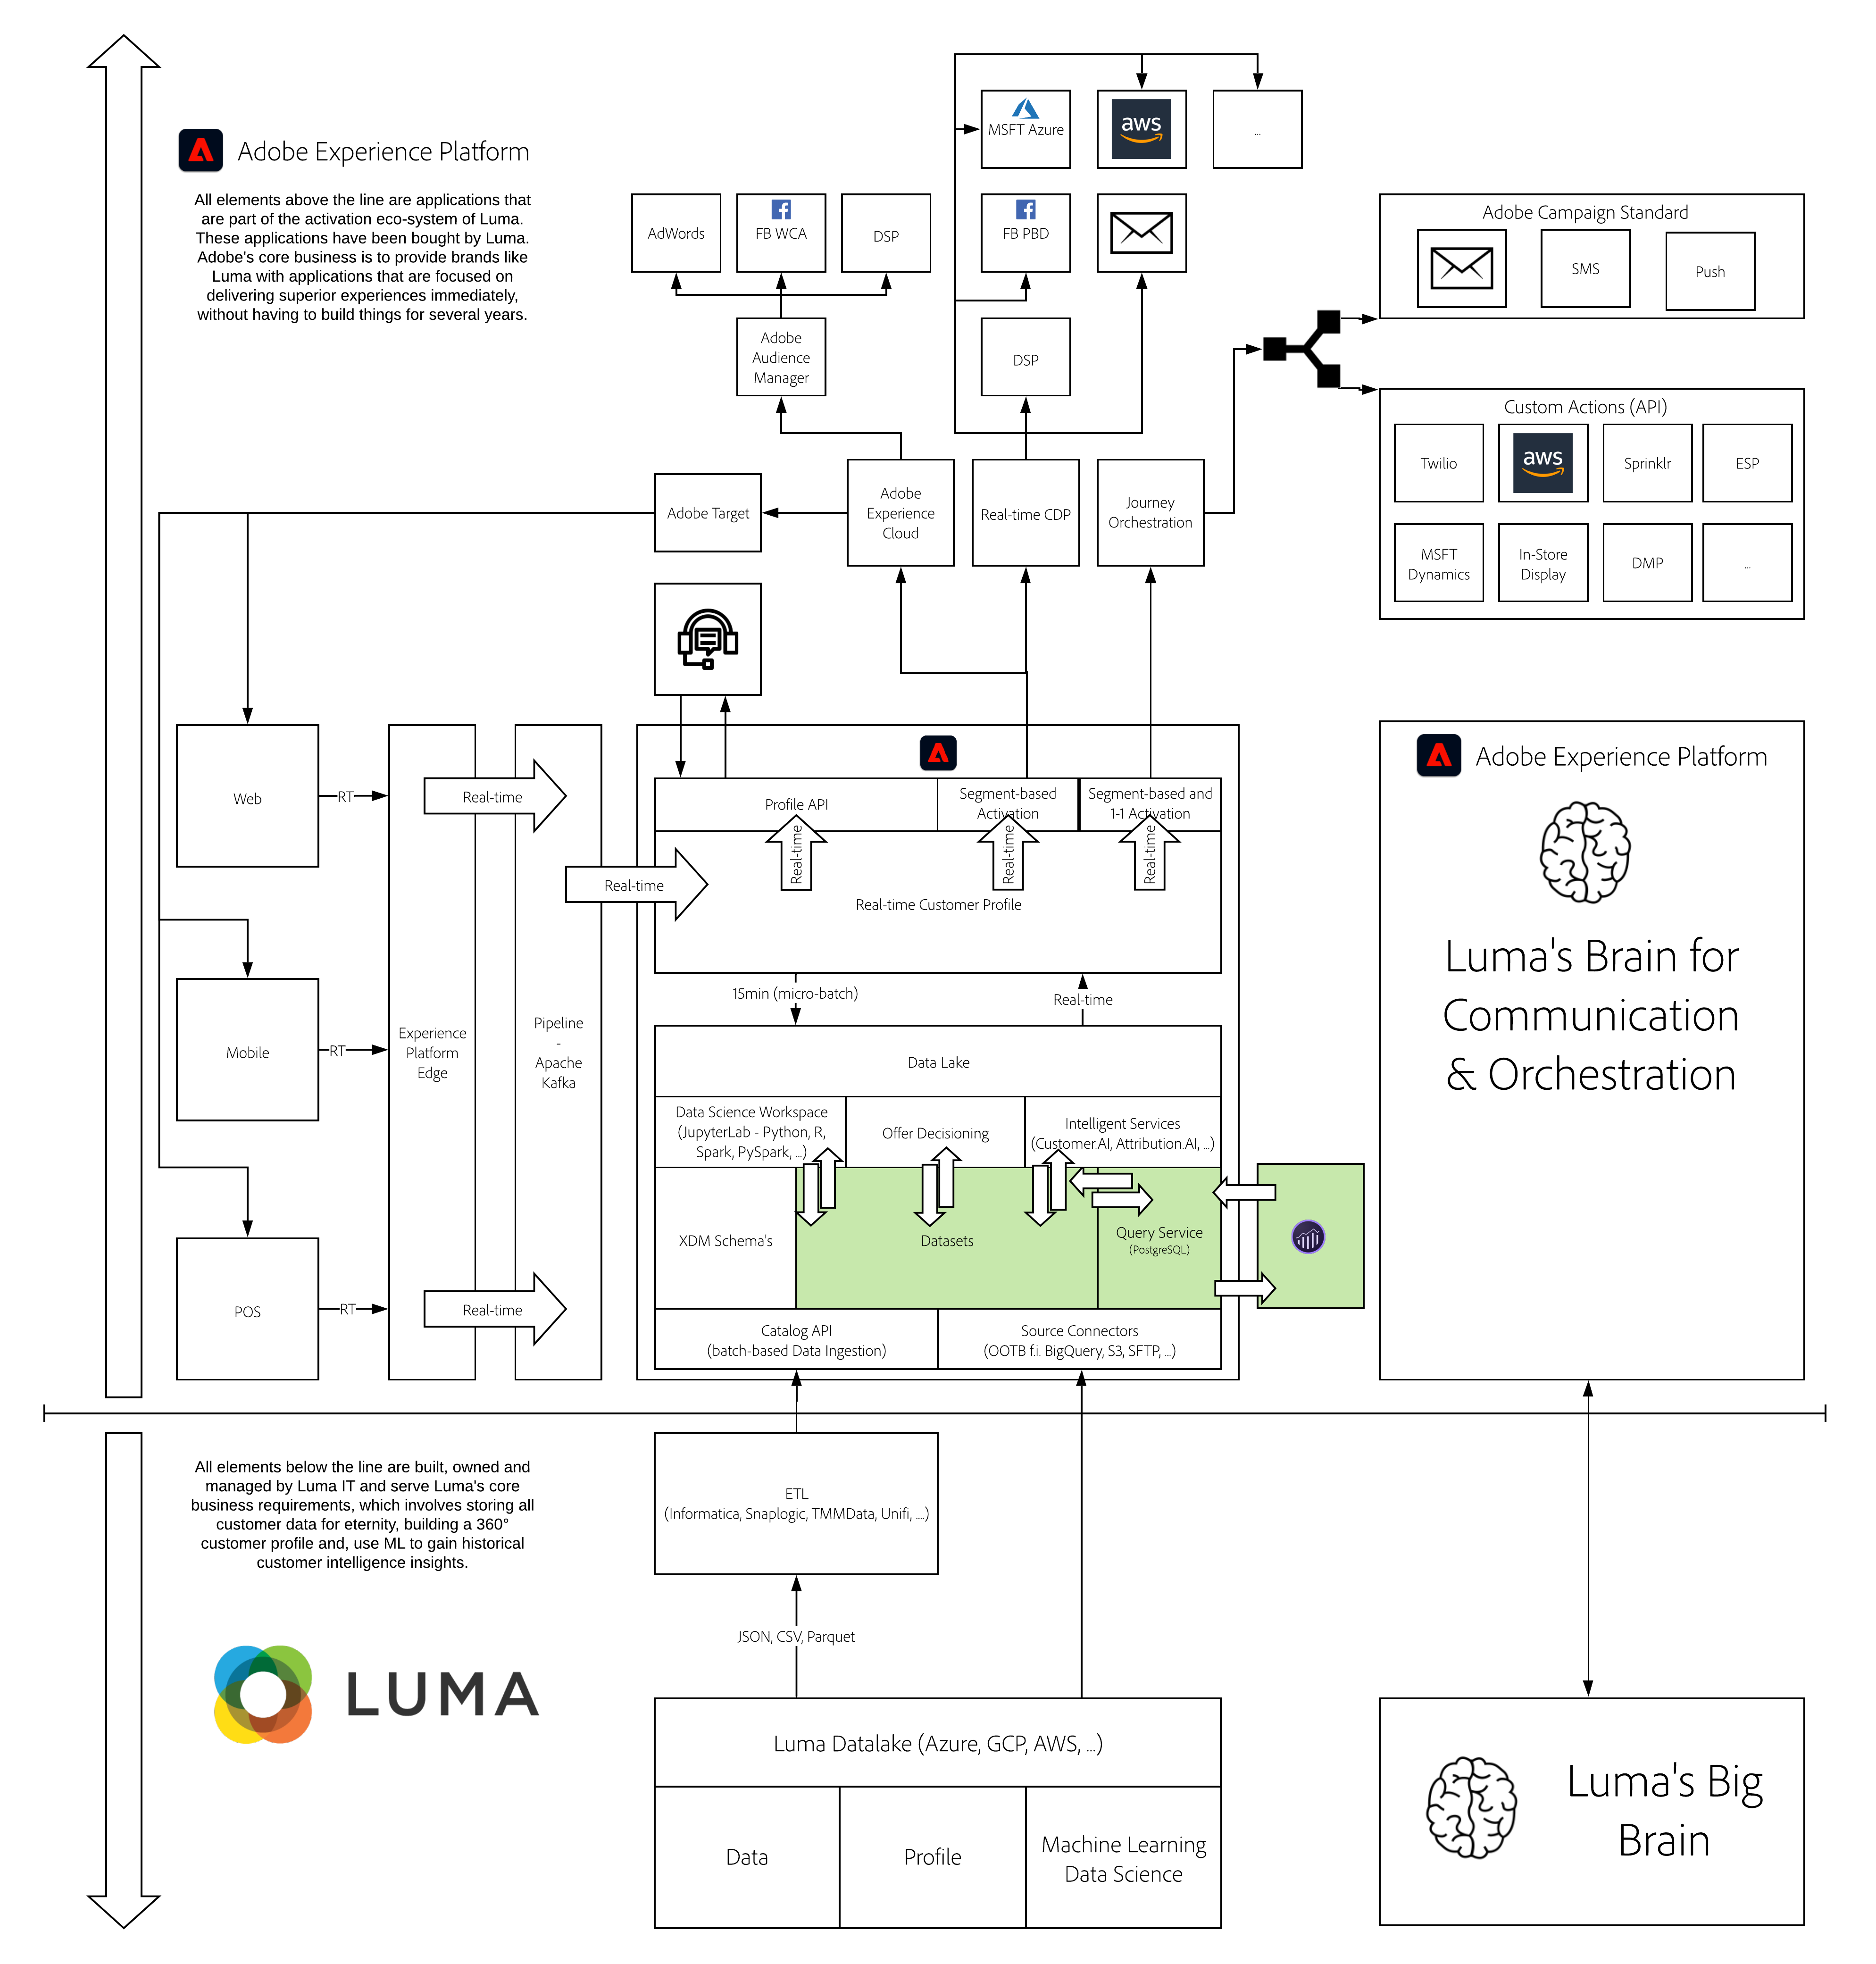 Adobe Experience Platform
All elements above the line are applications that
are part of the activation eco-system of Luma.
These applications have been bought by Luma.
Adobe's core business is to provide brands like
Luma with applications that are focused on
delivering superior experiences immediately,
without having to build things for several years.
MSFT Azure
aws
...
AdWords
FB WCA
DSP
FB PBD
Adobe
Audience
Manager
DSP
Adobe Campaign Standard
SMS
Push
Custom Actions (API)
Twilio
aws
Sprinklr
ESP
MSFT
Dynamics
In-Store
Display
DMP
...
Adobe Target
Adobe
Experience
Cloud
Real-time CDP
Journey
Orchestration
Web
RT
Mobile
RT
POS
RT
Experience
Platform
Edge
Pipeline
-
Apache
Kafka
Real-time
Real-time
Real-time
Profile API
Segment-based
Activation
Segment-based and
1-1 Activation
Real-time
Real-time
Real-time
Real-time Customer Profile
15min (micro-batch)
Real-time
Data Lake
Data Science Workspace
(JupyterLab - Python, R,
Spark, PySpark, ...)
Offer Decisioning
Intelligent Services
(Customer.AI, Attribution.AI, ...)
XDM Schema's
Datasets
Query Service
(PostgreSQL)
Catalog API
(batch-based Data Ingestion)
Source Connectors
(OOTB f.i. BigQuery, S3, SFTP, ...)
Adobe Experience Platform
Luma's Brain for
Communication
& Orchestration
All elements below the line are built, owned and
managed by Luma IT and serve Luma's core
business requirements, which involves storing all
customer data for eternity, building a 360°
customer profile and, use ML to gain historical
customer intelligence insights.
LUMA
ETL
(Informatica, Snaplogic, TMMData, Unifi, ....)
JSON, CSV, Parquet
Luma Datalake (Azure, GCP, AWS, ...)
Data
Profile
Machine Learning
Data Science
Luma's Big
Brain